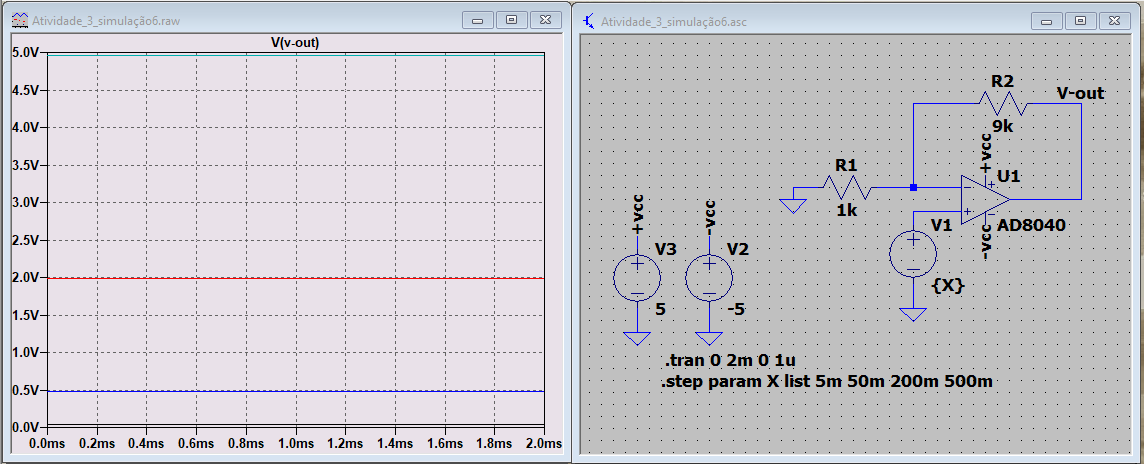 Atividade_3_simulação6.raw
V(v-out)
5.0V
4.5V
4.0V
3.5V
3.0V
2.5V
2.0V
1.5V
1.0V
0.5V
0.0V
0.0ms 0.2ms 0.4ms 0.6ms 0.8ms 1.0ms 1.2ms 1.4ms 1.6ms 1.8ms 2.0ms
Atividade_3_simulação6.asc
R2
V-out
9k
+vcc
R1
U1
1k
+vcc
-vcc
V1
AD8040
-vcc
V3
V2
{X}
5
-5
.tran 0 2m 0 1u
.step param X list 5m 50m 200m 500m